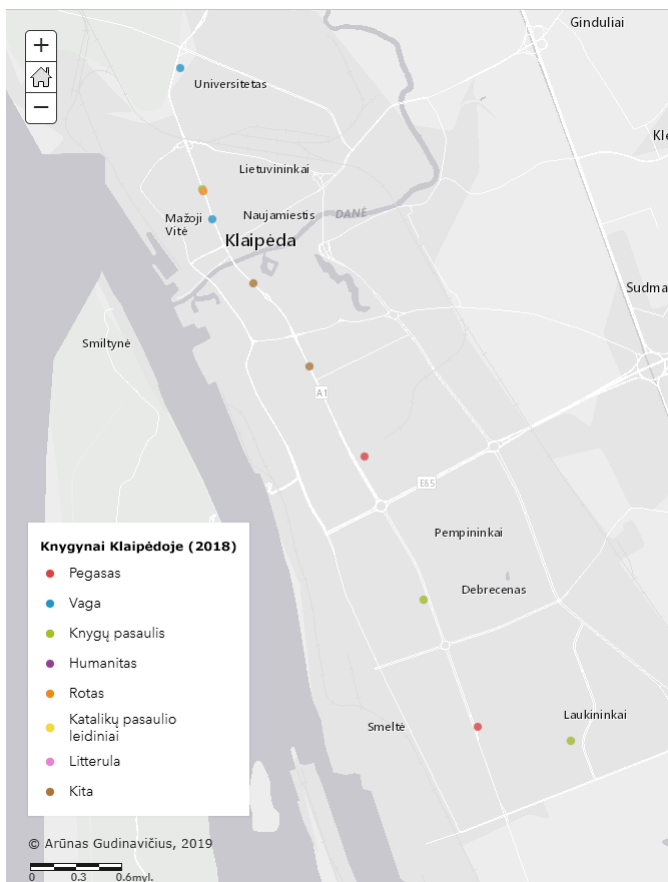 Ginduliai
+
−
Universitetas
Lietuvininkai
DANĖ
Naujamiestis
Mažoji
Vitė
Klaipėda
Sudma
Smiltynė
A1
E85
Pempininkai
Debrecenas
Laukininkai
Smeltė
Knygynai Klaipėdoje (2018)
Pegasas
Vaga
Knygų pasaulis
Humanitas
Rotas
Katalikų pasaulio
leidiniai
Litterula
Kita
© Arūnas Gudinavičius, 2019
0 0.3 0.6myl.